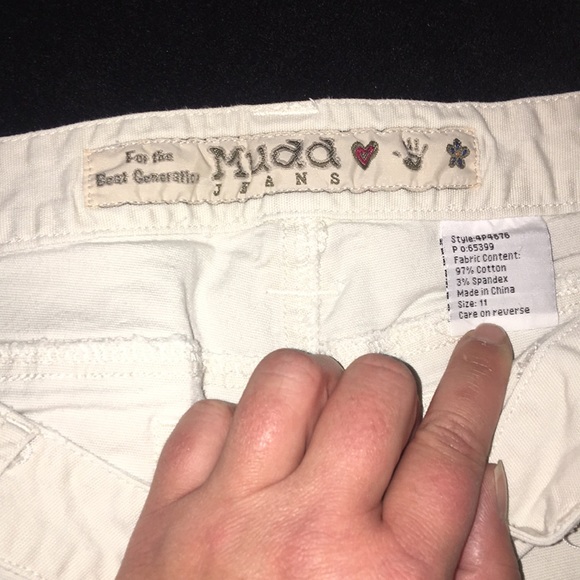 For the
Best Generation
Mudd
JEANS
Style:4P4676
P O:65399
Fabric Content:
97% Cotton
3% Spandex
Made in China
Size: 11
Care on reverse